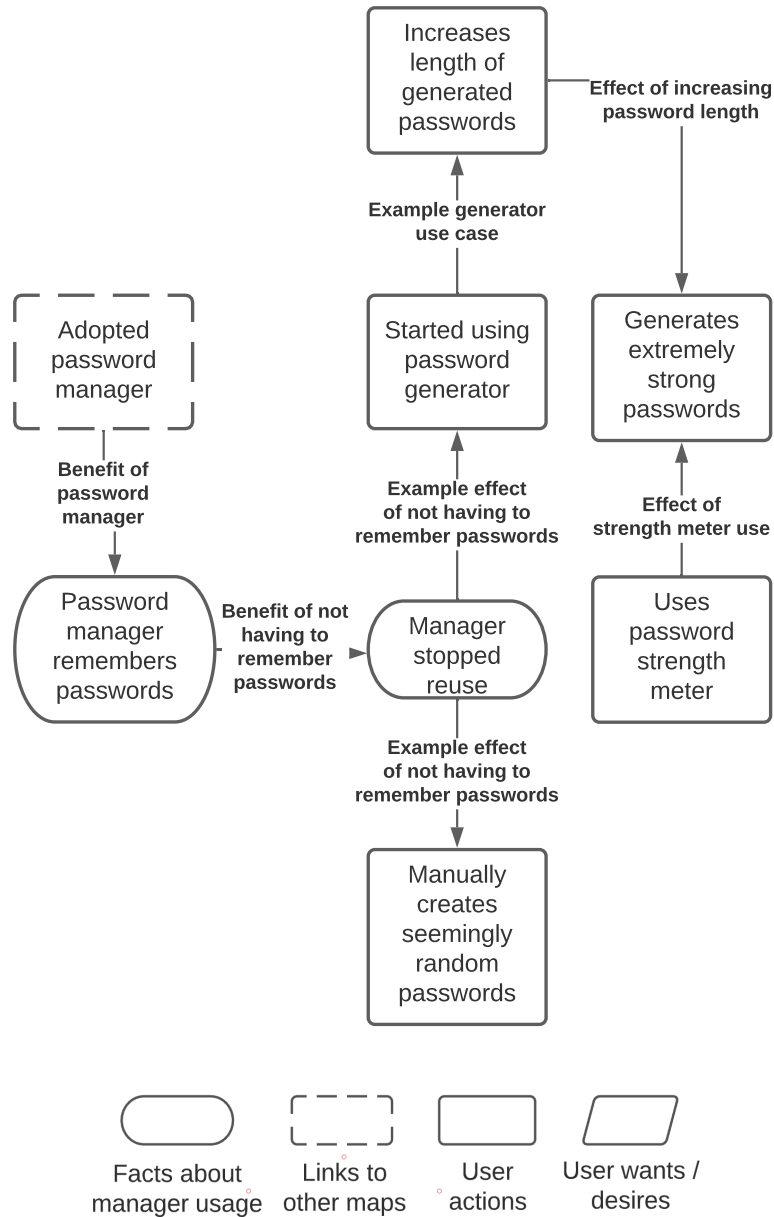 Increases
length of
generated
passwords
Effect of increasing
password length
Example generator
use case
Adopted
password
manager
Started using
password
generator
Generates
extremely
strong
passwords
Benefit of
password
manager
Example effect
of not having to
remember passwords
Effect of
strength meter use
Password
manager
remembers
passwords
Benefit of not
having to
remember
passwords
Manager
stopped
reuse
Uses
password
strength
meter
Example effect
of not having to
remember passwords
Manually
creates
seemingly
random
passwords
Facts about
manager usage
Links to
other maps
User
actions
User wants /
desires